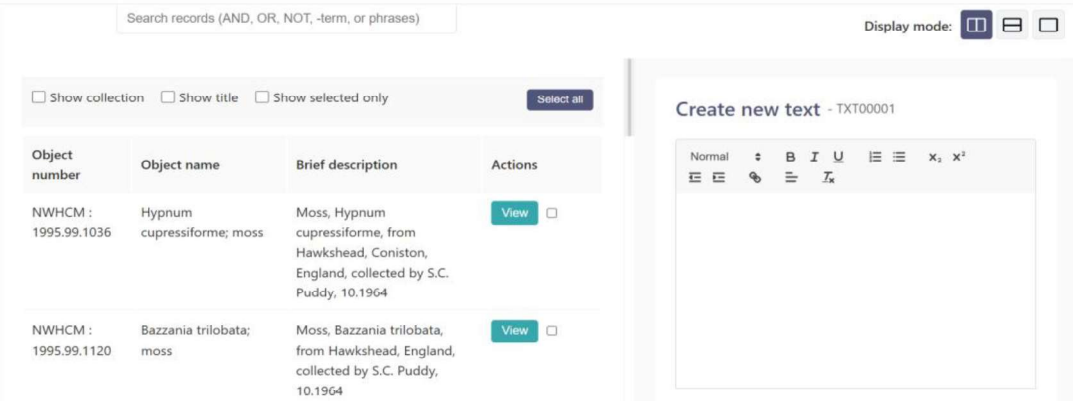 Search records (AND, OR, NOT, -term, or phrases)
Display mode:
Show collection Show title Show selected only
Select all
Object number
Object name
Brief description
Actions
NWHCM :
1995.99.1036
Hypnum
cupressiforme; moss
Moss, Hypnum
cupressiforme, from
Hawkshead, Coniston,
England, collected by S.C.
Puddy, 10.1964
View
NWHCM :
1995.99.1120
Bazzania trilobata;
moss
Moss, Bazzania trilobata,
from Hawkshead, England,
collected by S.C. Puddy,
10.1964
View
Create new text - TXT00001
Normal B I U x₂ x²
Tx